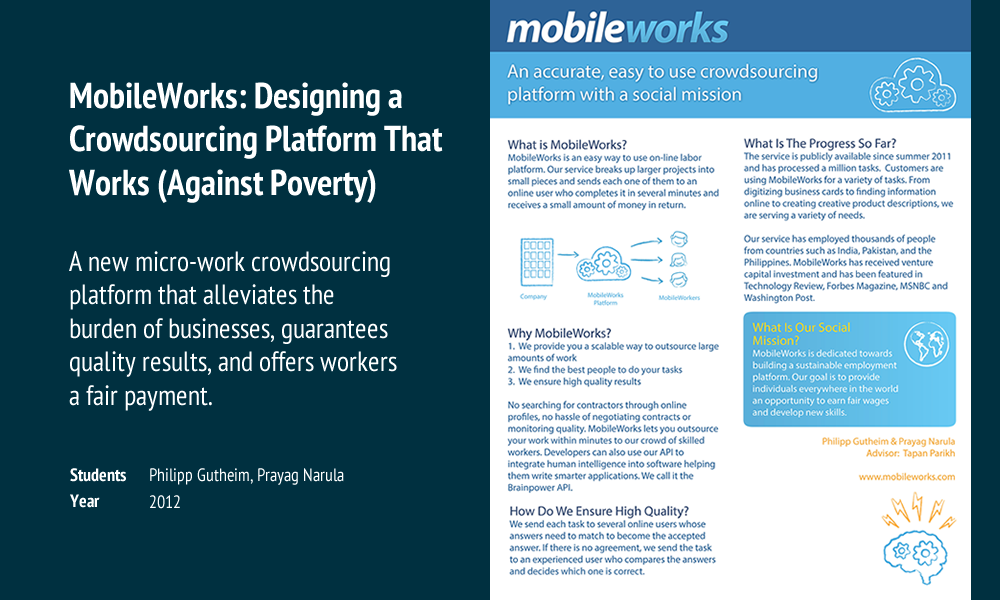 MobileWorks: Designing a
Crowdsourcing Platform That
Works (Against Poverty)
A new micro-work crowdsourcing
platform that alleviates the
burden of businesses, guarantees
quality results, and offers workers
a fair payment.
Students Philipp Gutheim, Prayag Narula
Year 2012
mobileworks
An accurate, easy to use crowdsourcing
platform with a social mission
What is MobileWorks?
MobileWorks is an easy way to use on-line labor
platform. Our service breaks up larger projects into
small pieces and sends each one of them to an
online user who completes it in several minutes and
receives a small amount of money in return.
Company
MobileWorks
Platform
MobileWorkers
Why MobileWorks?
1. We provide you a scalable way to outsource large
amounts of work
2. We find the best people to do your tasks
3. We ensure high quality results
No searching for contractors through online
profiles, no hassle of negotiating contracts or
monitoring quality. MobileWorks lets you outsource
your work within minutes to our crowd of skilled
workers. Developers can also use our API to
integrate human intelligence into software helping
them write smarter applications. We call it the
Brainpower API.
How Do We Ensure High Quality?
We send each task to several online users whose
answers need to match to become the accepted
answer. If there is no agreement, we send the task
to an experienced user who compares the answers
and decides which one is correct.
What Is The Progress So Far?
The service is publicly available since summer 2011
and has processed a million tasks. Customers are
using MobileWorks for a variety of tasks. From
digitizing business cards to finding information
online to creating creative product descriptions, we
are serving a variety of needs.
Our service has employed thousands of people
from countries such as India, Pakistan, and the
Philippines. MobileWorks has received venture
capital investment and has been featured in
Technology Review, Forbes Magazine, MSNBC and
Washington Post.
What Is Our Social
Mission?
MobileWorks is dedicated towards
building a sustainable employment
platform. Our goal is to provide
individuals everywhere in the world
an opportunity to earn fair wages
and develop new skills.
Philipp Gutheim & Prayag Narula
Advisor: Tapan Parikh
www.mobileworks.com